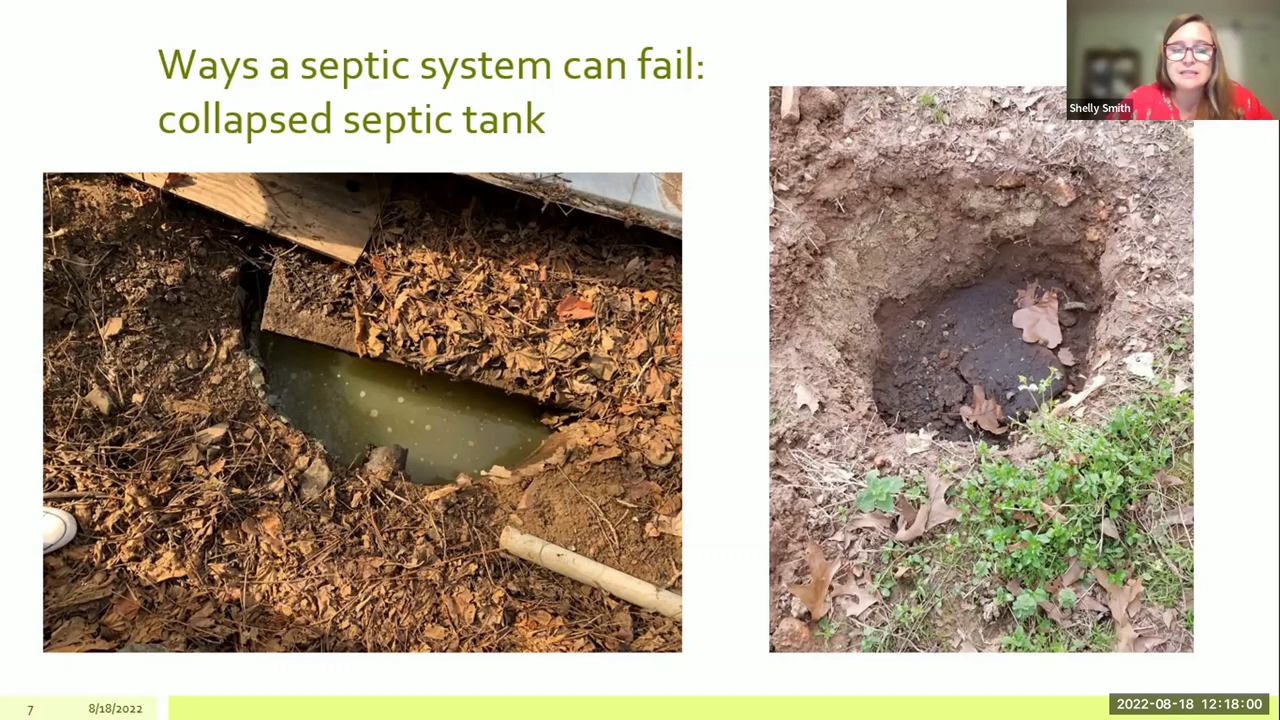 Ways a septic system can fail:
collapsed septic tank
Shelly Smith
7
8/18/2022
2022-08-18 12:18:00